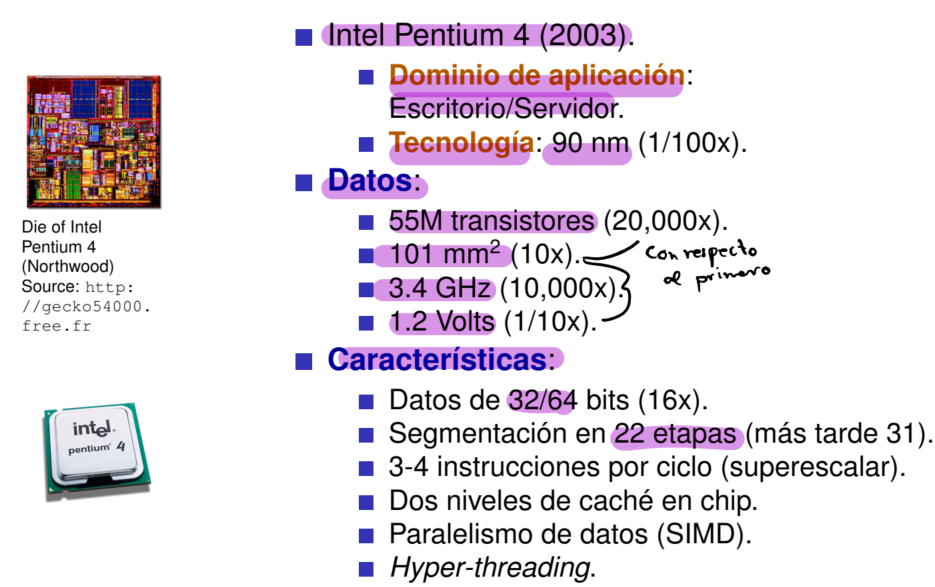 Die of Intel
Pentium 4
(Northwood)
Source: http:
//gecko54000.
free.fr
intel.
pentium 4
Intel Pentium 4 (2003).
Dominio de aplicación:
Escritorio/Servidor.
Tecnología: 90 nm (1/100x).
Datos:
55M transistores (20,000x).
101 mm² (10x).
con respecto
al primero
3.4 GHz (10,000x).
1.2 Volts (1/10x).
Características:
Datos de 32/64 bits (16x).
Segmentación en 22 etapas (más tarde 31).
3-4 instrucciones por ciclo (superescalar).
Dos niveles de caché en chip.
Paralelismo de datos (SIMD).
Hyper-threading.